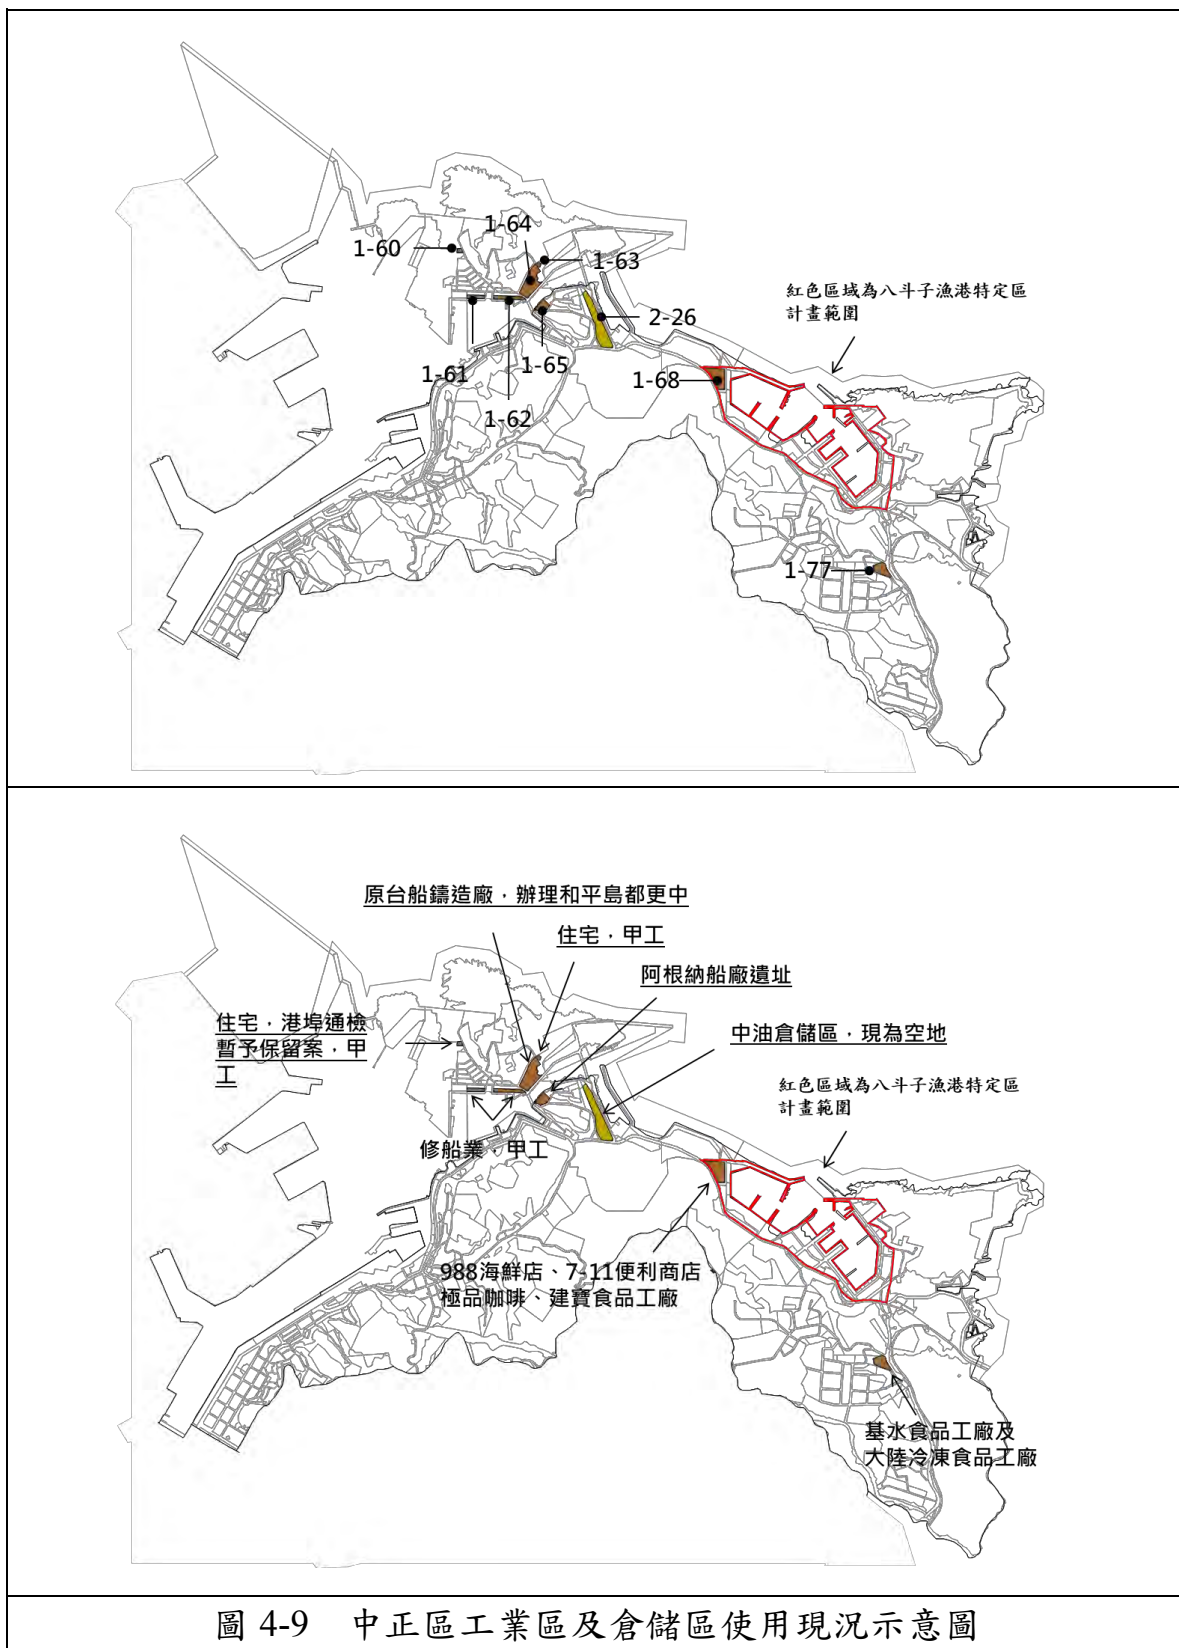 1-64
1-60
1-63
紅色區域為八斗子漁港特定區
計畫範圍
2-26
1-65
1-61
1-68
1-62
1-77
原台船鑄造廠，辦理和平島都更中
住宅，甲工
阿根納船廠遺址
住宅，港埠通檢
暫予保留案，甲
工
中油倉儲區，現為空地
紅色區域為八斗子漁港特定區
計畫範圍
修船業、甲工
988海鮮店、7-11便利商店
極品咖啡、建寶食品工廠
基水食品工廠及
大陸冷凍食品工廠
圖 4-9 中正區工業區及倉儲區使用現況示意圖